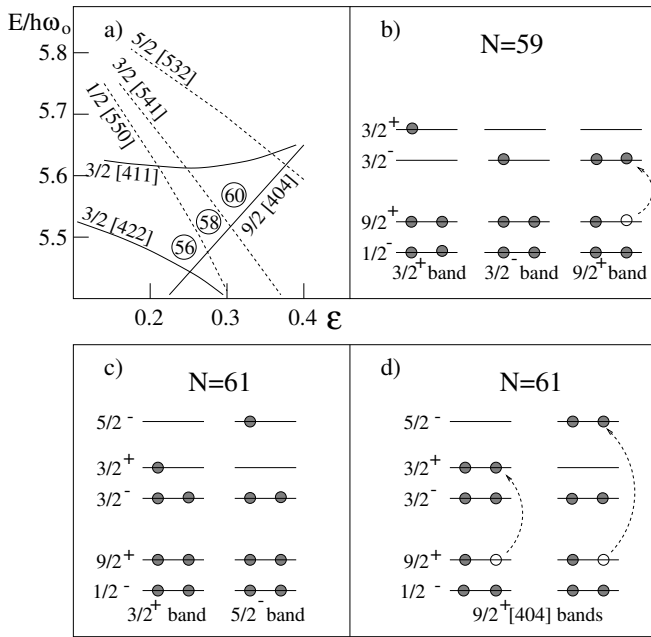 E/hω₀
a)
5.8
5.7
5.6
5.5
5/2 [532]
3/2 [541]
1/2 [550]
3/2 [411]
3/2 [422]
9/2 [404]
60
58
56
0.2 0.3 0.4
ε
b)
N=59
3/2⁺
3/2⁻
9/2⁺
1/2⁻
3/2⁺ band 3/2⁻ band 9/2⁺ band
c)
N=61
5/2⁻
3/2⁺
3/2⁻
9/2⁺
1/2⁻
3/2⁺ band 5/2⁻ band
d)
N=61
5/2⁻
3/2⁺
3/2⁻
9/2⁺
1/2⁻
9/2⁺[404] bands